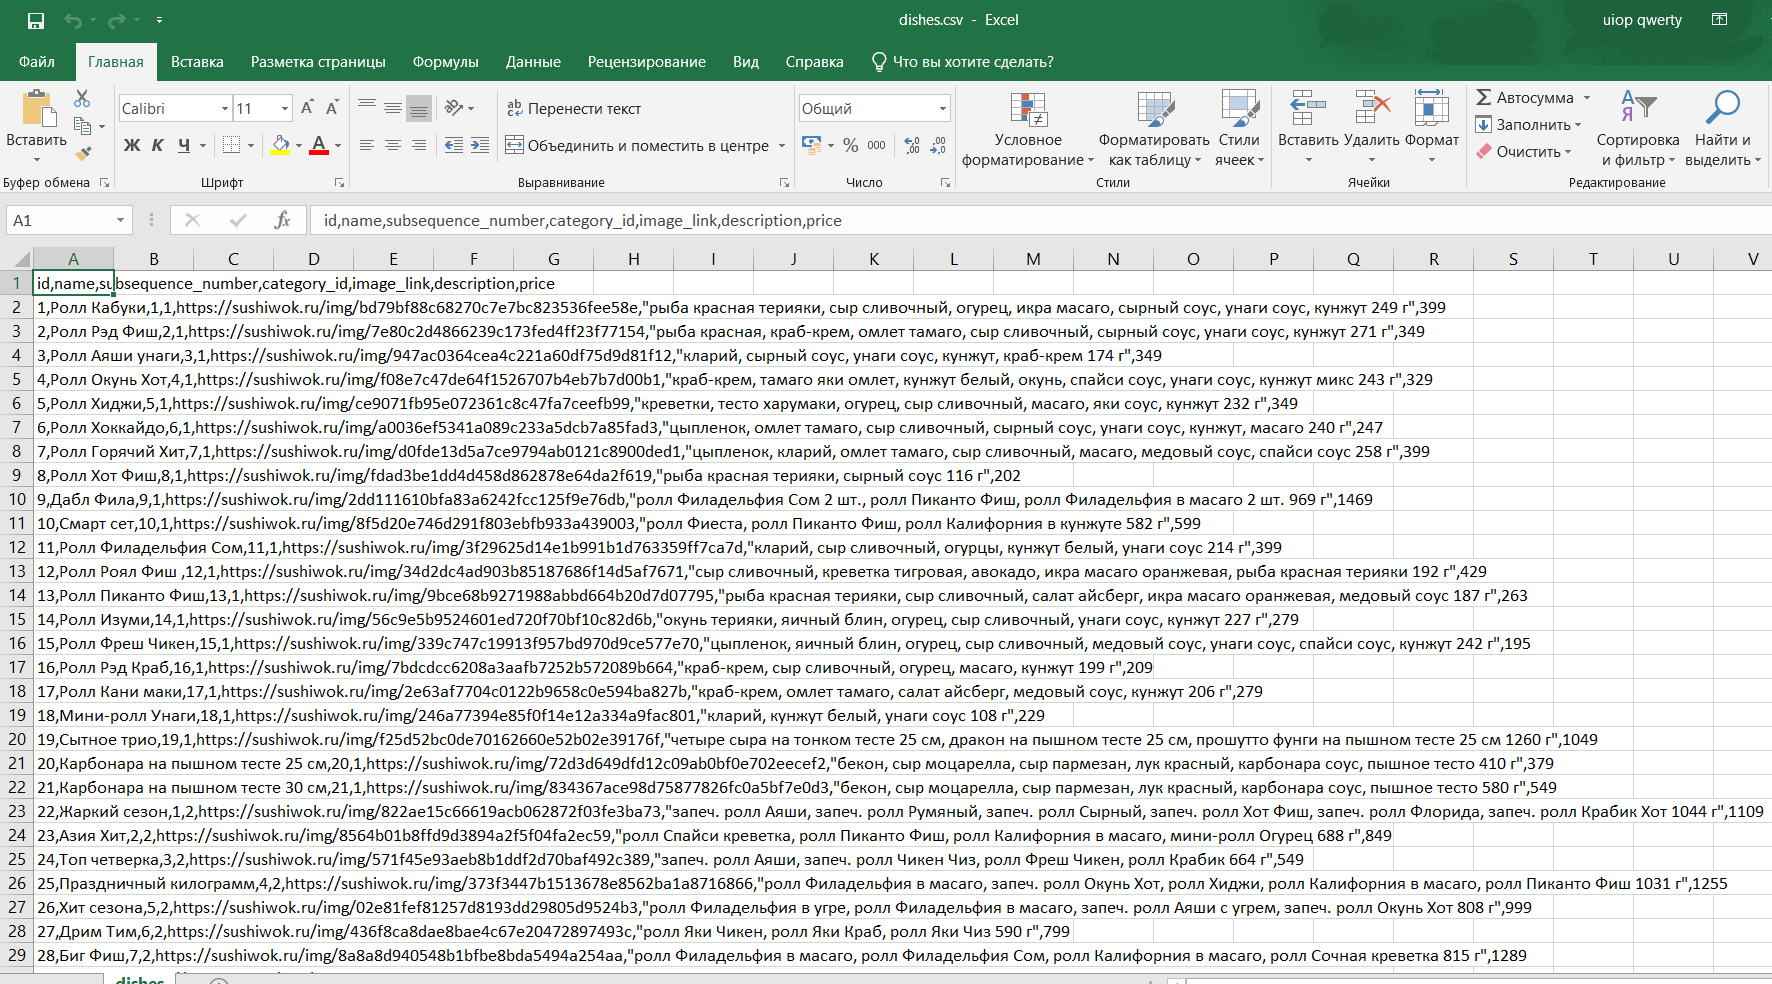 dishes.csv - Excel
uiop qwerty
Файл Главная Вставка Разметка страницы Формулы Данные Рецензирование Вид Справка Что вы хотите сделать?
Вставить
Буфер обмена
Calibri 11
Ж К Ч А
Шрифт
Перенести текст
Объединить и поместить в центре
Выравнивание
Общий
% 000
Число
Условное форматирование
Форматировать как таблицу
Стили ячеек
Стили
Вставить Удалить Формат
Ячейки
Автосумма
Заполнить
Очистить
Сортировка и фильтр
Найти и выделить
Редактирование
A1 fx id,name,subsequence_number,category_id,image_link,description,price
A B C D E F G H I J K L M N O P Q R S T U V
1 id,name,subsequence_number,category_id,image_link,description,price
2 1,Ролл Кабуки,1,1,https://sushiwok.ru/img/bd79bf88c68270c7e7bc823536fee58e,"рыба красная терияки, сыр сливочный, огурец, икра масаго, сырный соус, унаги соус, кунжут 249 г",399
3 2,Ролл Рэд Фиш,2,1,https://sushiwok.ru/img/7e80c2d4866239c173fed4ff23f77154,"рыба красная, краб-крем, омлет тамаго, сыр сливочный, сырный соус, унаги соус, кунжут 271 г",349
4 3,Ролл Аяши унаги,3,1,https://sushiwok.ru/img/947ac0364cea4c221a60df75d9d81f12,"кларий, сырный соус, унаги соус, кунжут, краб-крем 174 г",349
5 4,Ролл Окунь Хот,4,1,https://sushiwok.ru/img/f08e7c47de64f1526707b4eb7b7d00b1,"краб-крем, тамаго яки омлет, кунжут белый, окунь, спайси соус, унаги соус, кунжут микс 243 г",329
6 5,Ролл Хиджи,5,1,https://sushiwok.ru/img/ce9071fb95e072361c8c47fa7ceefb99,"креветки, тесто харумаки, огурец, сыр сливочный, масаго, яки соус, кунжут 232 г",349
7 6,Ролл Хоккайдо,6,1,https://sushiwok.ru/img/a0036ef5341a089c233a5dcb7a85fad3,"цыпленок, омлет тамаго, сыр сливочный, сырный соус, унаги соус, кунжут, масаго 240 г",247
8 7,Ролл Горячий Хит,7,1,https://sushiwok.ru/img/d0fde13d5a7ce9794ab0121c8900ded1,"цыпленок, кларий, омлет тамаго, сыр сливочный, масаго, медовый соус, спайси соус 258 г",399
9 8,Ролл Хот Фиш,8,1,https://sushiwok.ru/img/fdad3be1dd4d458d862878e64da2f619,"рыба красная терияки, сырный соус 116 г",202
10 9,Дабл Фила,9,1,https://sushiwok.ru/img/2dd111610bfa83a6242fcc125f9e76db,"ролл Филадельфия Сом 2 шт., ролл Пиканто Фиш, ролл Филадельфия в масаго 2 шт. 969 г",1469
11 10,Смарт сет,10,1,https://sushiwok.ru/img/8f5d20e746d291f803ebfb933a439003,"ролл Фиеста, ролл Пиканто Фиш, ролл Калифорния в кунжуте 582 г",599
12 11,Ролл Филадельфия Сом,11,1,https://sushiwok.ru/img/3f29625d14e1b991b1d763359ff7ca7d,"кларий, сыр сливочный, огурцы, кунжут белый, унаги соус 214 г",399
13 12,Ролл Роял Фиш ,12,1,https://sushiwok.ru/img/34d2dc4ad903b85187686f14d5af7671,"сыр сливочный, креветка тигровая, авокадо, икра масаго оранжевая, рыба красная терияки 192 г",429
14 13,Ролл Пиканто Фиш,13,1,https://sushiwok.ru/img/9bce68b9271988abbd664b20d7d07795,"рыба красная терияки, сыр сливочный, салат айсберг, икра масаго оранжевая, медовый соус 187 г",263
15 14,Ролл Изуми,14,1,https://sushiwok.ru/img/56c9e5b9524601ed720f70bf10c82d6b,"окунь терияки, яичный блин, огурец, сыр сливочный, унаги соус, кунжут 227 г",279
16 15,Ролл Фреш Чикен,15,1,https://sushiwok.ru/img/339c747c19913f957bd970d9ce577e70,"цыпленок, яичный блин, огурец, сыр сливочный, медовый соус, унаги соус, спайси соус, кунжут 242 г",195
17 16,Ролл Рэд Краб,16,1,https://sushiwok.ru/img/7bdcdcc6208a3aafb7252b572089b664,"краб-крем, сыр сливочный, огурец, масаго, кунжут 199 г",209
18 17,Ролл Кани маки,17,1,https://sushiwok.ru/img/2e63af7704c0122b9658c0e594ba827b,"краб-крем, омлет тамаго, салат айсберг, медовый соус, кунжут 206 г",279
19 18,Мини-ролл Унаги,18,1,https://sushiwok.ru/img/246a77394e85f0f14e12a334a9fac801,"кларий, кунжут белый, унаги соус 108 г",229
20 19,Сытное трио,19,1,https://sushiwok.ru/img/f25d52bc0de70162660e52b02e39176f,"четыре сыра на тонком тесте 25 см, дракон на пышном тесте 25 см, прошутто фунги на пышном тесте 25 см 1260 г",1049
21 20,Карбонара на пышном тесте 25 см,20,1,https://sushiwok.ru/img/72d3d649dfd12c09ab0bf0e702eecef2,"бекон, сыр моцарелла, сыр пармезан, лук красный, карбонара соус, пышное тесто 410 г",379
22 21,Карбонара на пышном тесте 30 см,21,1,https://sushiwok.ru/img/834367ace98d75877826fc0a5bf7e0d3,"бекон, сыр моцарелла, сыр пармезан, лук красный, карбонара соус, пышное тесто 580 г",549
23 22,Жаркий сезон,1,2,https://sushiwok.ru/img/822ae15c66619acb062872f03fe3ba73,"запеч. ролл Аяши, запеч. ролл Румяный, запеч. ролл Сырный, запеч. ролл Хот Фиш, запеч. ролл Флорида, запеч. ролл Крабик Хот 1044 г",1109
24 23,Азия Хит,2,2,https://sushiwok.ru/img/8564b01b8ffd9d3894a2f5f04fa2ec59,"ролл Спайси креветка, ролл Пиканто Фиш, ролл Калифорния в масаго, мини-ролл Огурец 688 г",849
25 24,Топ четверка,3,2,https://sushiwok.ru/img/571f45e93aeb8b1ddf2d70baf492c389,"запеч. ролл Аяши, запеч. ролл Чикен Чиз, ролл Фреш Чикен, ролл Крабик 664 г",549
26 25,Праздничный килограмм,4,2,https://sushiwok.ru/img/373f3447b1513678e8562ba1a8716866,"ролл Филадельфия в масаго, запеч. ролл Окунь Хот, ролл Хиджи, ролл Калифорния в масаго, ролл Пиканто Фиш 1031 г",1255
27 26,Хит сезона,5,2,https://sushiwok.ru/img/02e81fef81257d8193dd29805d9524b3,"ролл Филадельфия в угре, ролл Филадельфия в масаго, запеч. ролл Аяши с угрем, запеч. ролл Окунь Хот 808 г",999
28 27,Дрим Тим,6,2,https://sushiwok.ru/img/436f8ca8dae8bae4c67e20472897493c,"ролл Яки Чикен, ролл Яки Краб, ролл Яки Чиз 590 г",799
29 28,Биг Фиш,7,2,https://sushiwok.ru/img/8a8a8d940548b1bfbe8bda5494a254aa,"ролл Филадельфия в масаго, ролл Филадельфия Сом, ролл Калифорния в масаго, ролл Сочная креветка 815 г",1289
dishes